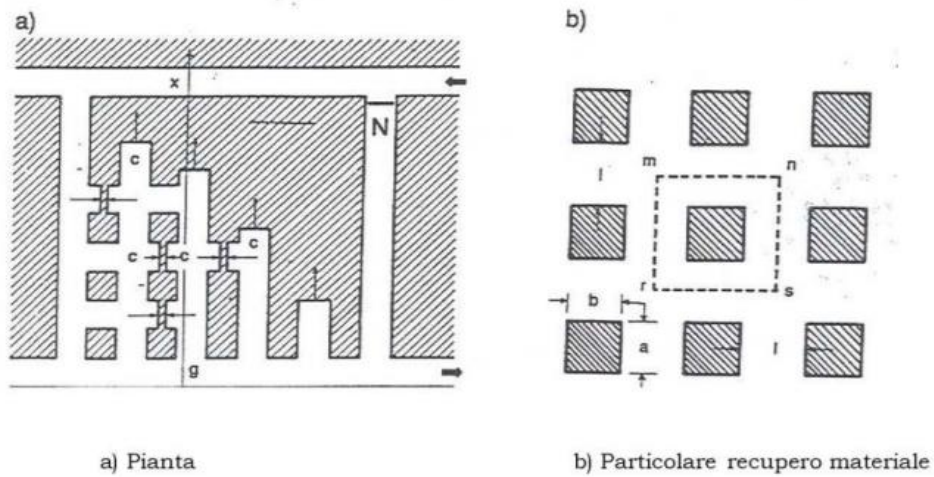 a)
b)
x
N
c
c
c
c
g
m
n
l
r
s
b
a
l
a) Pianta
b) Particolare recupero materiale